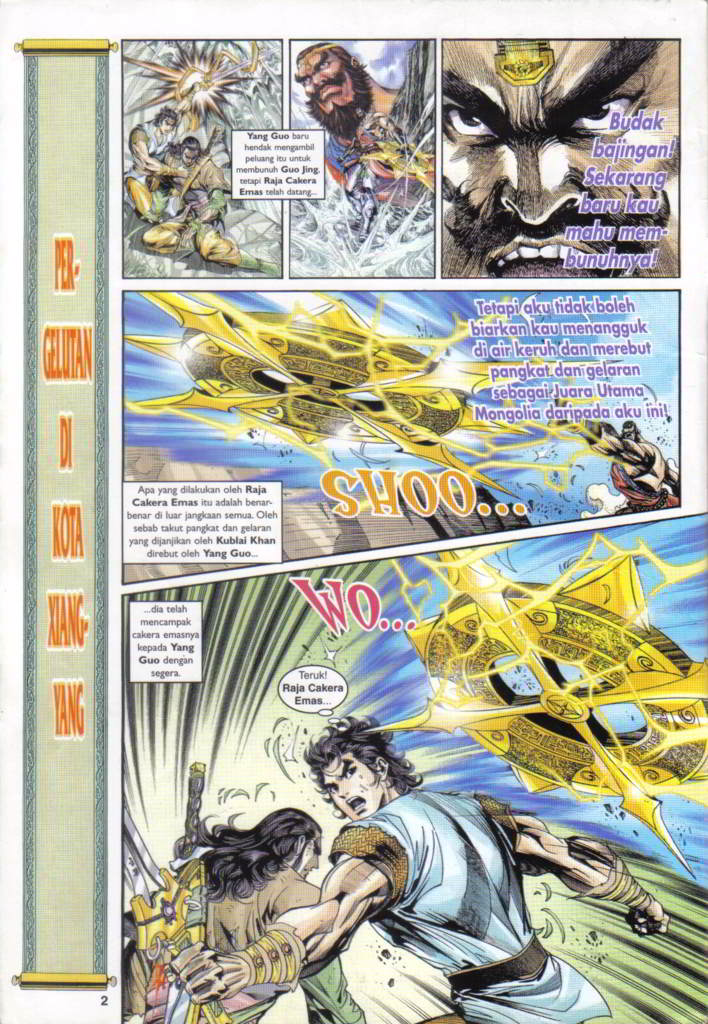 PER-
GELUTAN
DI
KOTA
XIANG-
YANG
Yang Guo baru
hendak mengambil
peluang itu untuk
membunuh Guo Jing,
tetapi Raja Cakera
Emas telah datang...
Budak
bajingan!
Sekarang
baru kau
mahu mem-
bunuhnya!
Tetapi aku tidak boleh
biarkan kau menangguk
di air keruh dan merebut
pangkat dan gelaran
sebagai Juara Utama
Mongolia daripada aku ini!
SHOO...
Apa yang dilakukan oleh Raja
Cakera Emas itu adalah benar-
benar di luar jangkaan semua. Oleh
sebab takut pangkat dan gelaran
yang dijanjikan oleh Kublai Khan
direbut oleh Yang Guo...
WO...
...dia telah
mencampak
cakera emasnya
kepada Yang
Guo dengan
segera.
Teruk!
Raja Cakera
Emas...
2